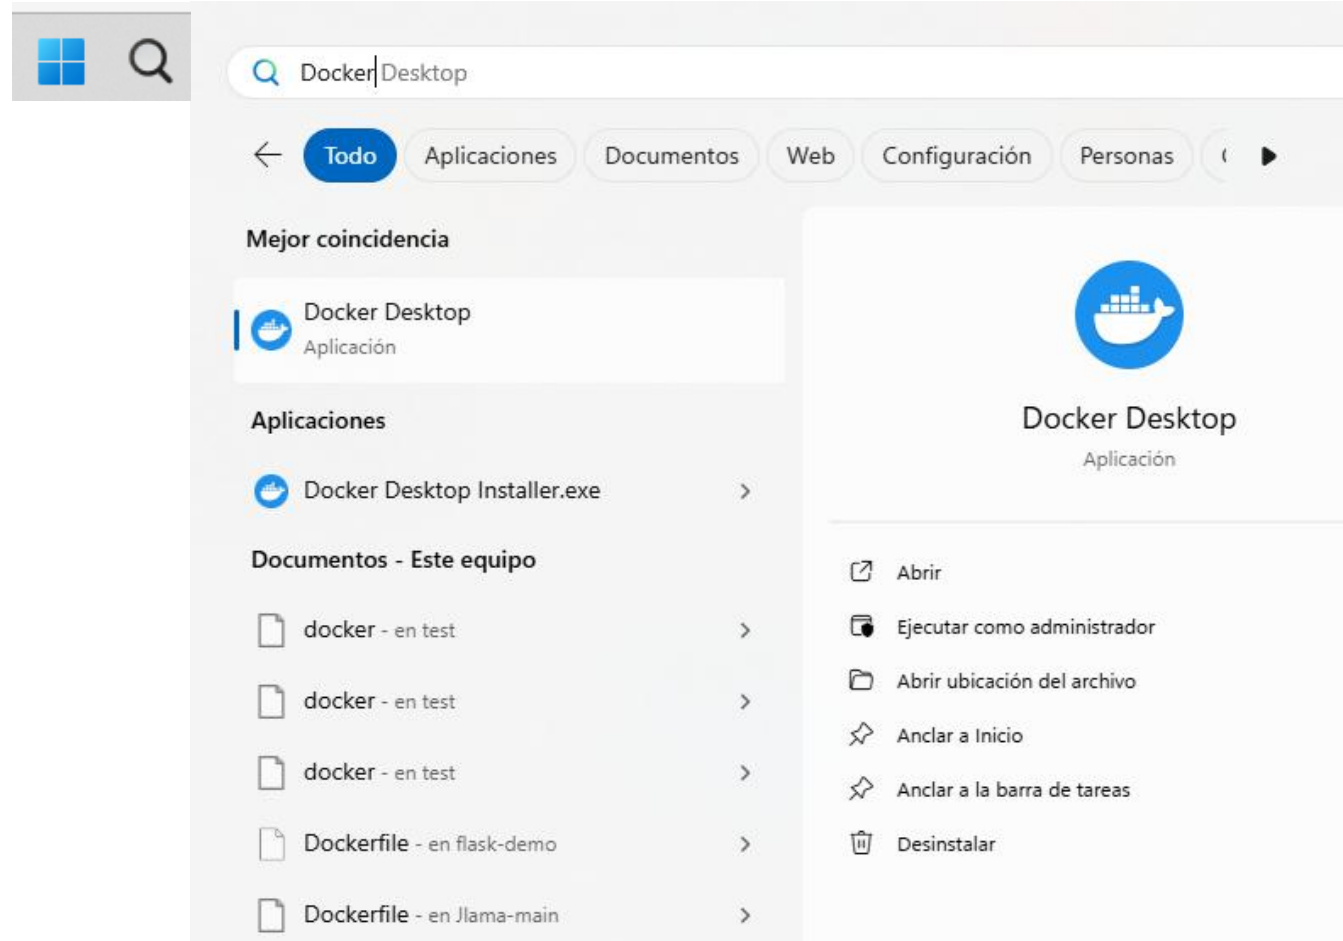 Docker Desktop
Todo
Aplicaciones
Documentos
Web
Configuración
Personas
Mejor coincidencia
Docker Desktop
Aplicación
Aplicaciones
Docker Desktop Installer.exe
Documentos - Este equipo
docker - en test
docker - en test
docker - en test
Dockerfile - en flask-demo
Dockerfile - en Jlama-main
Docker Desktop
Aplicación
Abrir
Ejecutar como administrador
Abrir ubicación del archivo
Anclar a Inicio
Anclar a la barra de tareas
Desinstalar